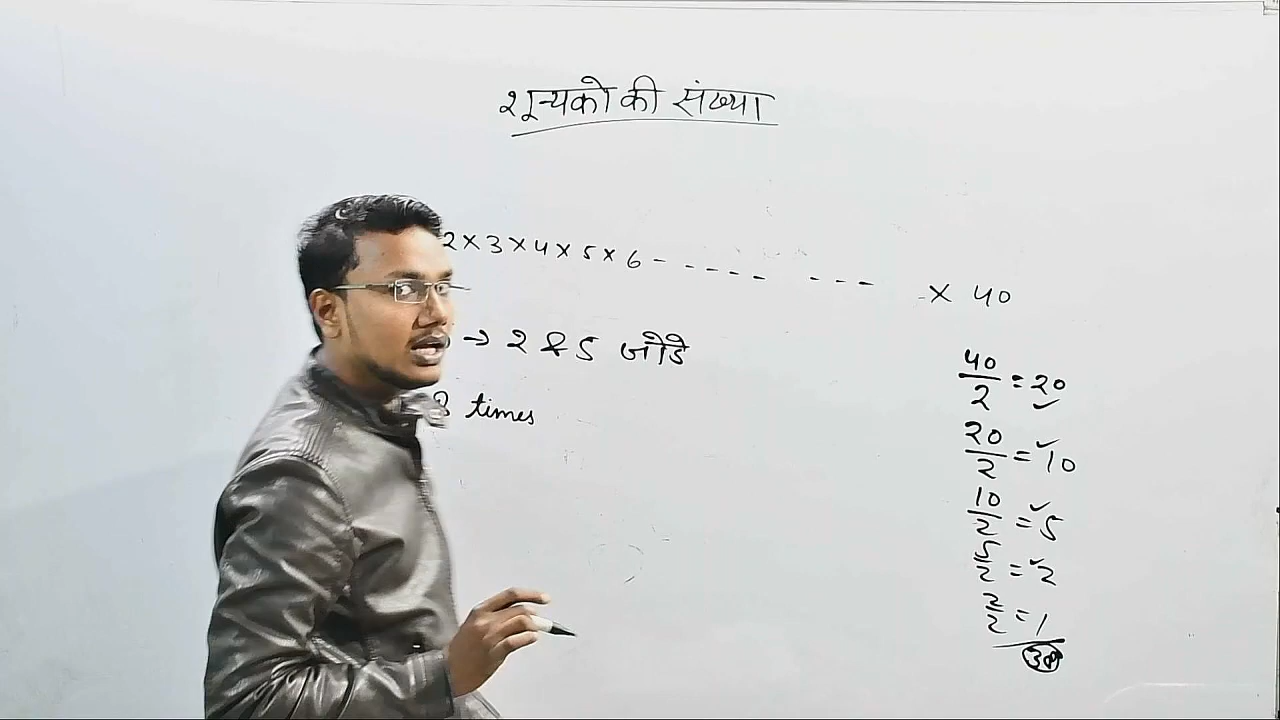 शून्यको की संख्या
2 × 3 × 4 × 5 × 6 - - - - - - - - × 40
→ 2 & 5 जोडे
8 times
40/2 = 20
20/2 = 10
10/2 = 5
5/2 = 2
2/2 = 1
38